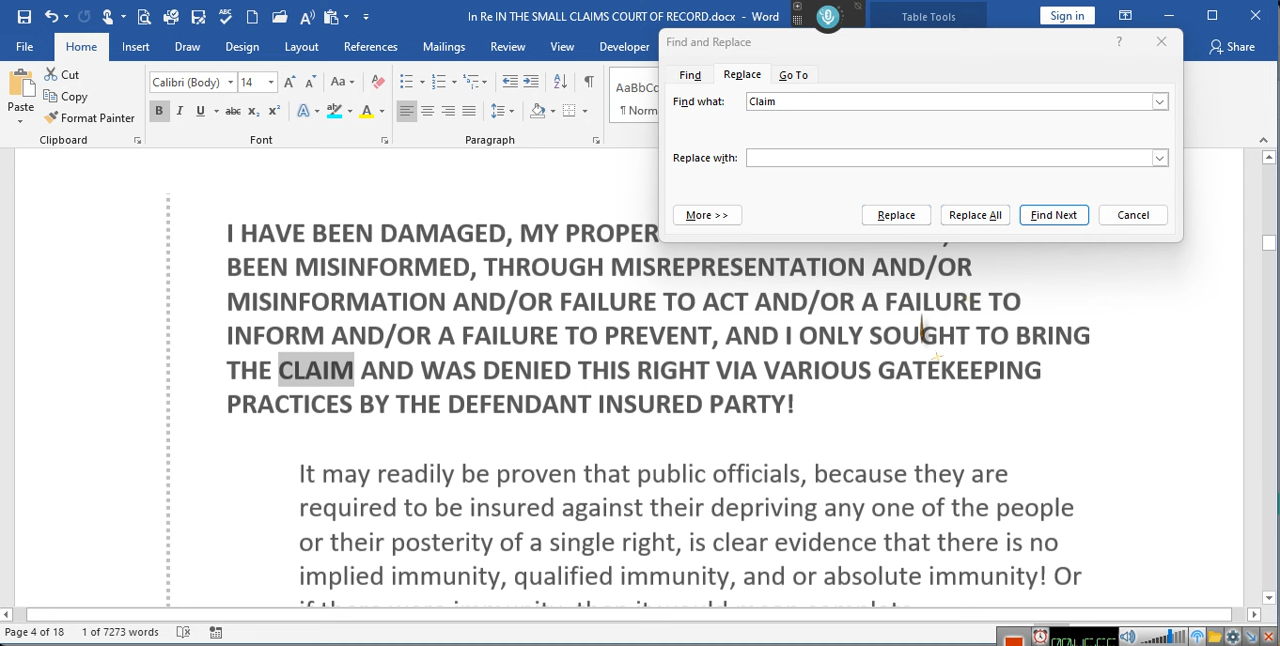 In Re IN THE SMALL CLAIMS COURT OF RECORD.docx - Word
Table Tools
Sign in
File Home Insert Draw Design Layout References Mailings Review View Developer
Share
Find and Replace
Find Replace Go To
Find what: Claim
Replace with:
More >> Replace Replace All Find Next Cancel
Paste
Cut
Copy
Format Painter
Calibri (Body) 14
Clipboard Font Paragraph
AaBbCc
¶ Norm
I HAVE BEEN DAMAGED, MY PROPER
BEEN MISINFORMED, THROUGH MISREPRESENTATION AND/OR
MISINFORMATION AND/OR FAILURE TO ACT AND/OR A FAILURE TO
INFORM AND/OR A FAILURE TO PREVENT, AND I ONLY SOUGHT TO BRING
THE CLAIM AND WAS DENIED THIS RIGHT VIA VARIOUS GATEKEEPING
PRACTICES BY THE DEFENDANT INSURED PARTY!
It may readily be proven that public officials, because they are
required to be insured against their depriving any one of the people
or their posterity of a single right, is clear evidence that there is no
implied immunity, qualified immunity, and or absolute immunity! Or
Page 4 of 18 1 of 7273 words